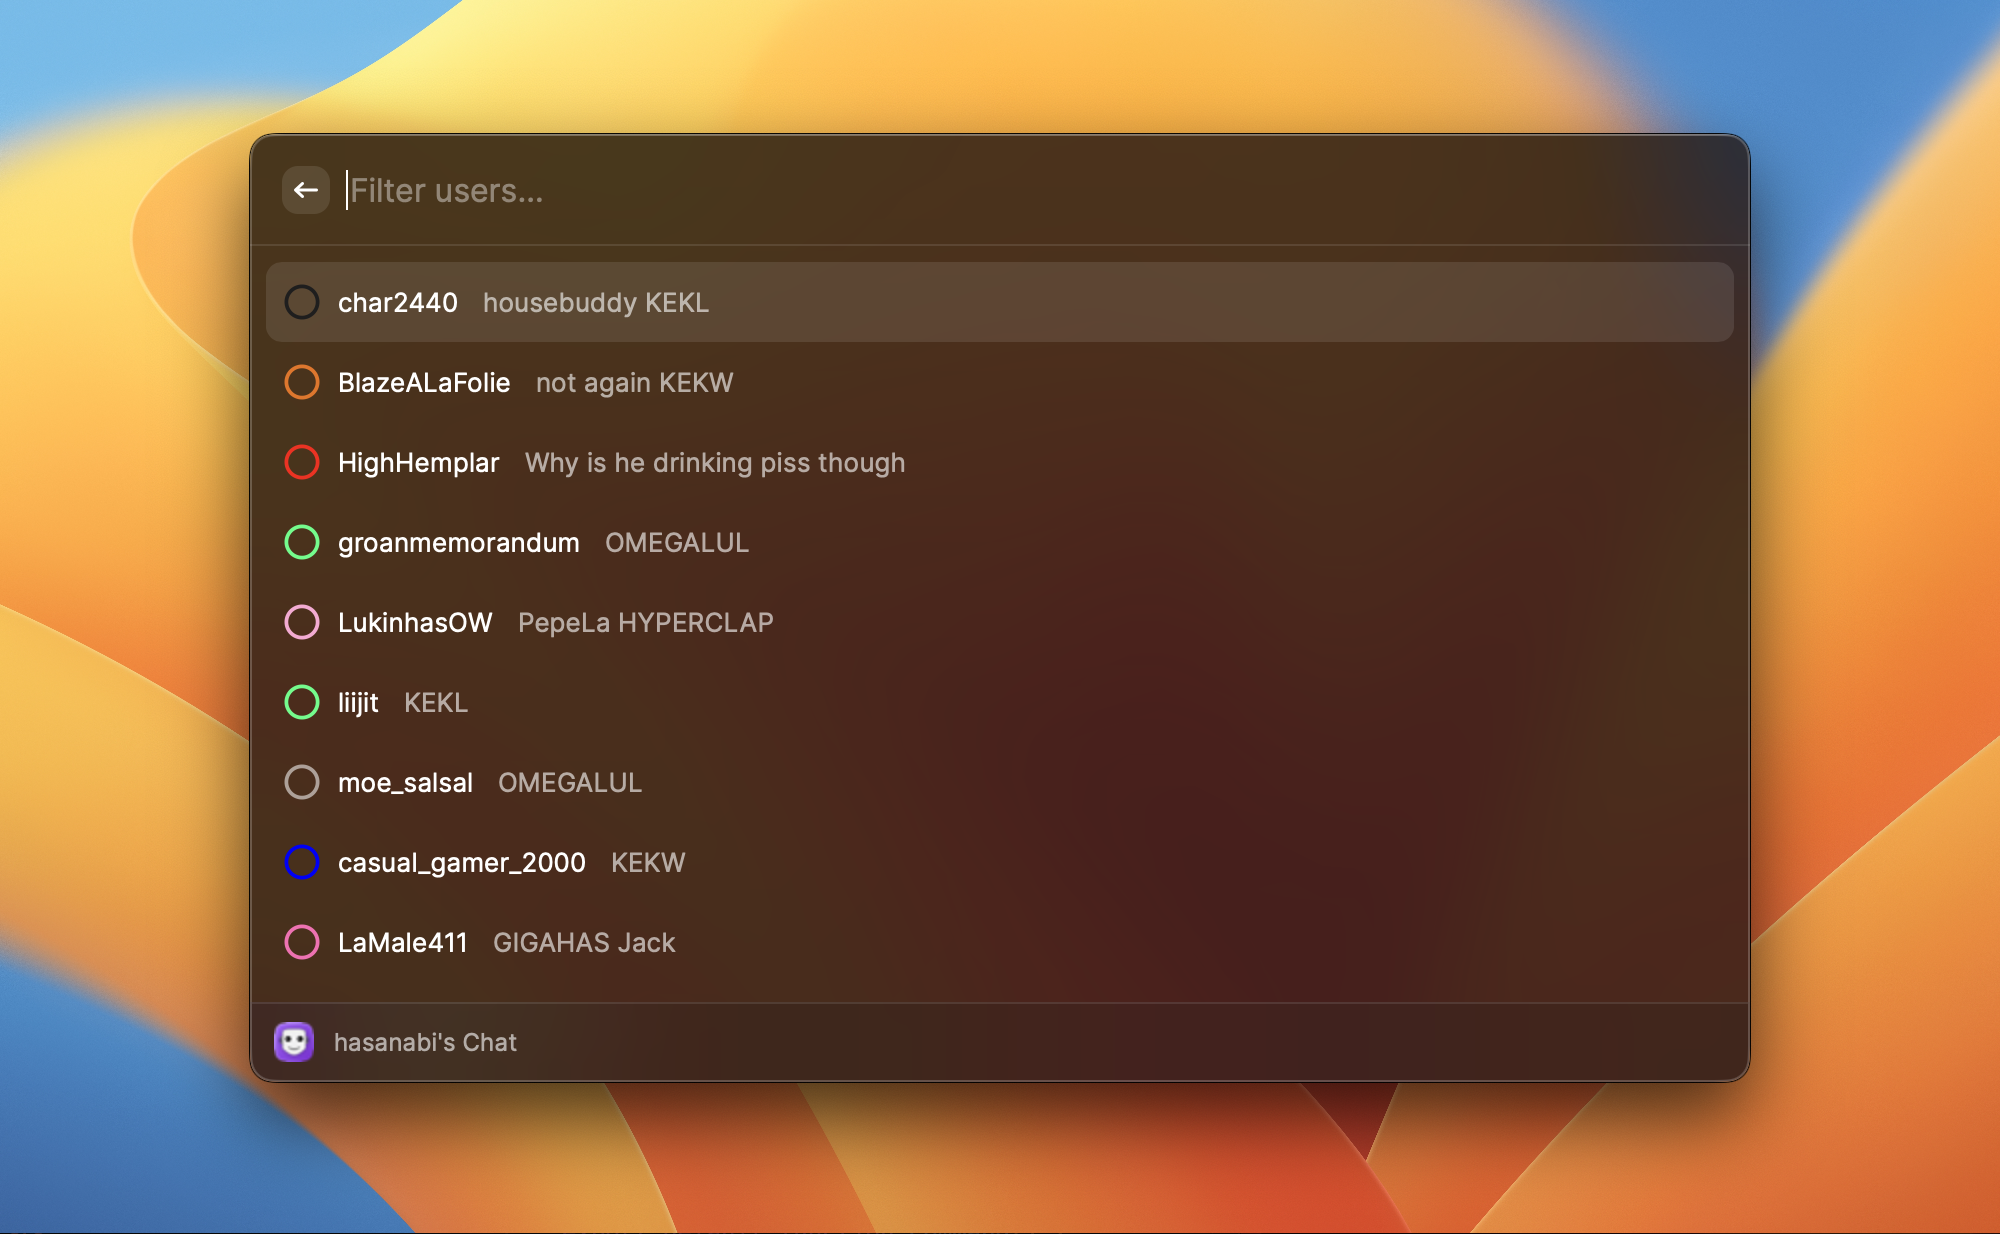 Filter users...
char2440 housebuddy KEKL
BlazeALaFolie not again KEKW
HighHemplar Why is he drinking piss though
groanmemorandum OMEGALUL
LukinhasOW PepeLa HYPERCLAP
liijit KEKL
moe_salsal OMEGALUL
casual_gamer_2000 KEKW
LaMale411 GIGAHAS Jack
hasanabi's Chat